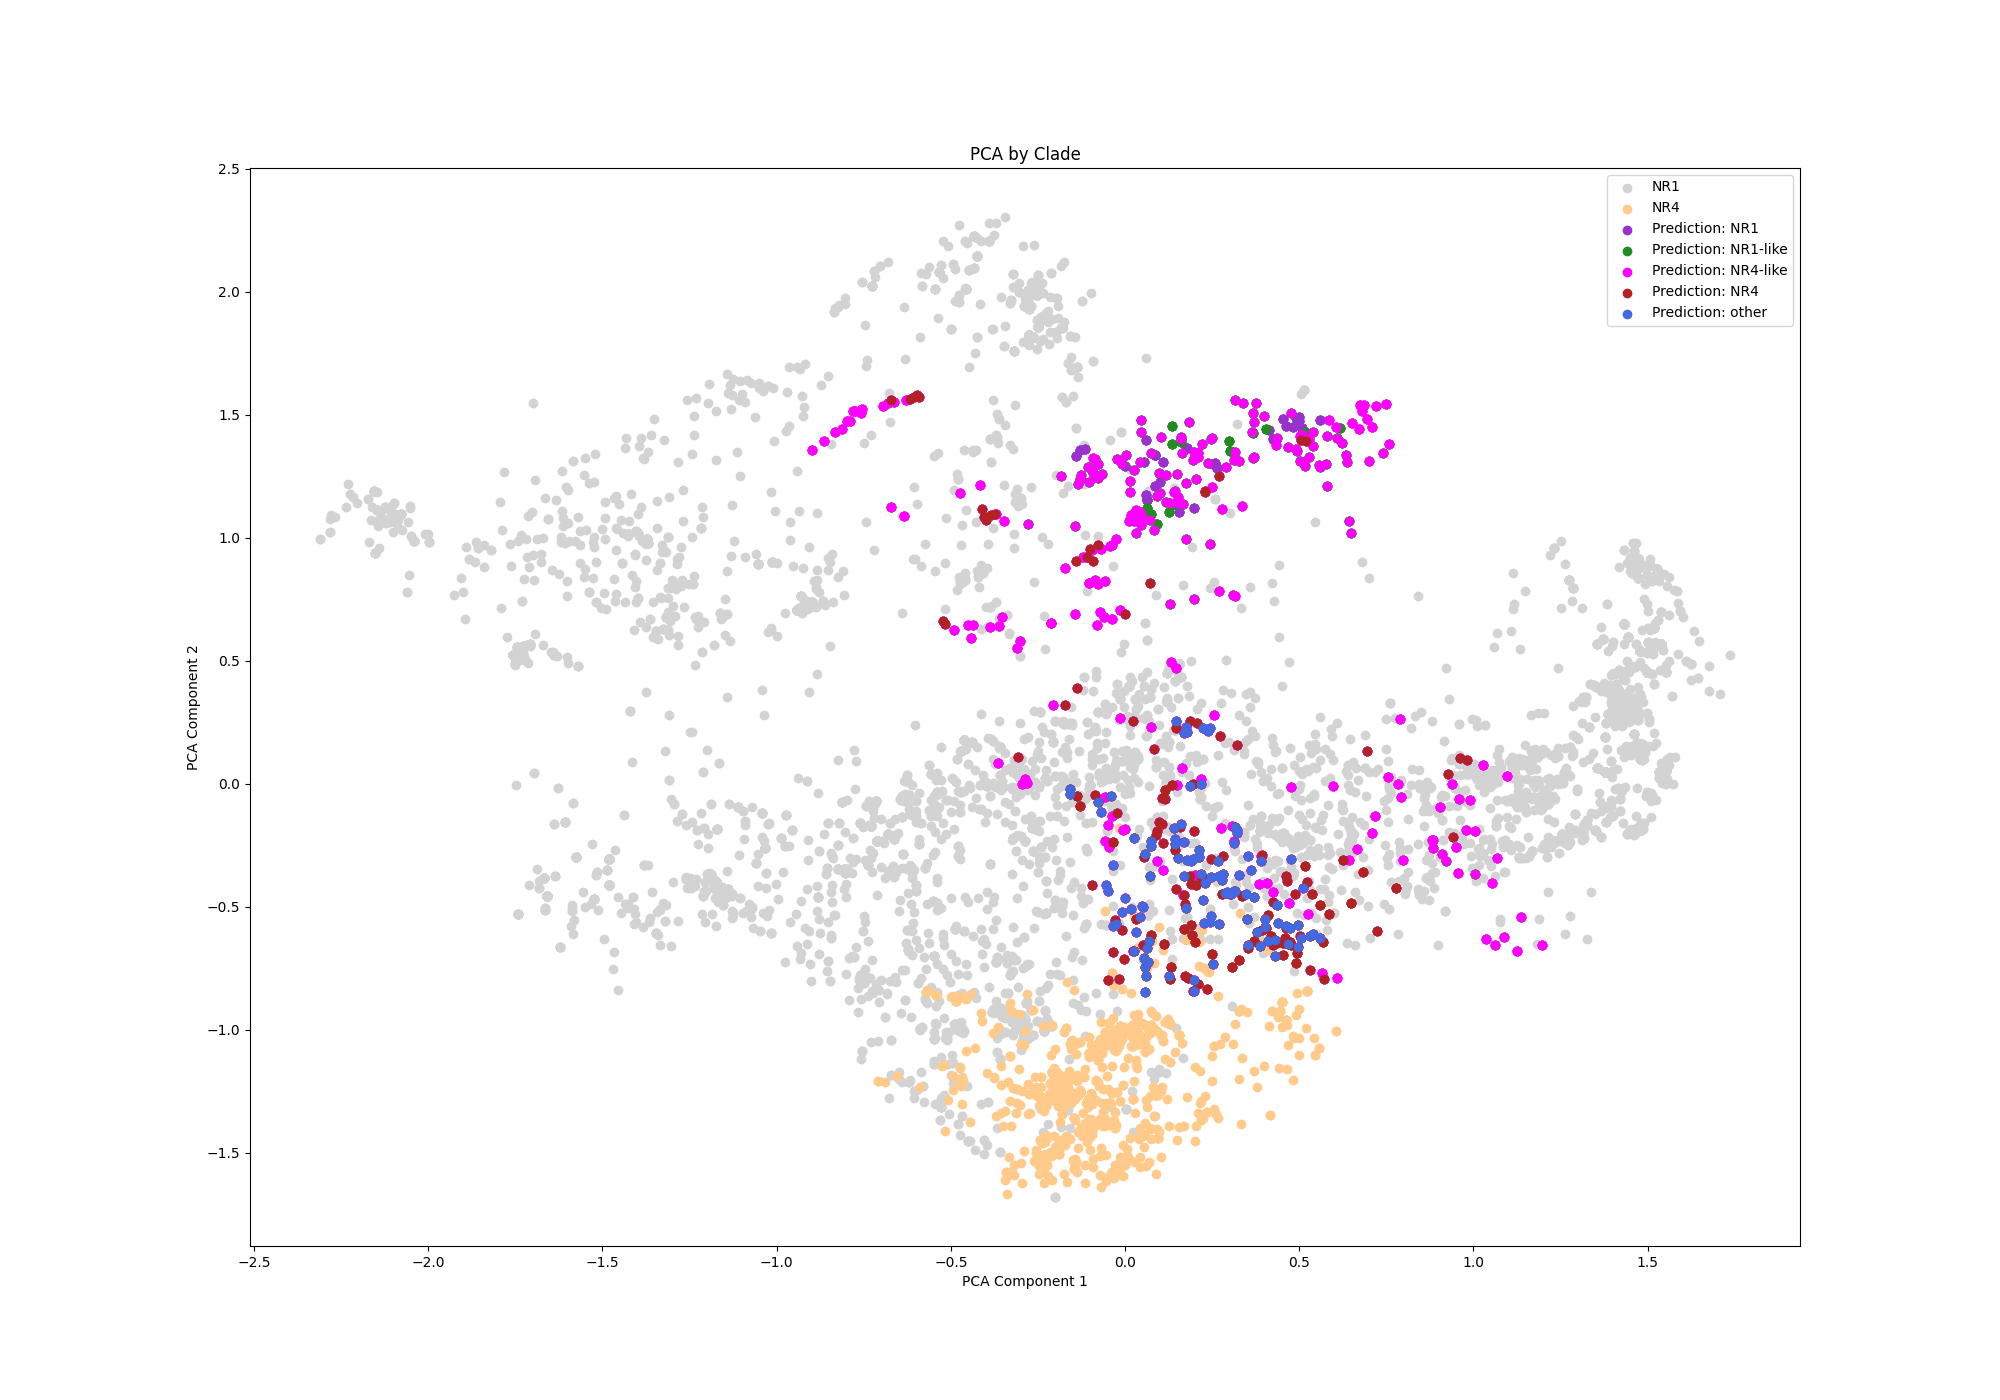 PCA by Clade
2.5
2.0
1.5
1.0
0.5
0.0
−0.5
−1.0
−1.5
PCA Component 2
NR1
NR4
Prediction: NR1
Prediction: NR1-like
Prediction: NR4-like
Prediction: NR4
Prediction: other
−2.5 −2.0 −1.5 −1.0 −0.5 0.0 0.5 1.0 1.5
PCA Component 1